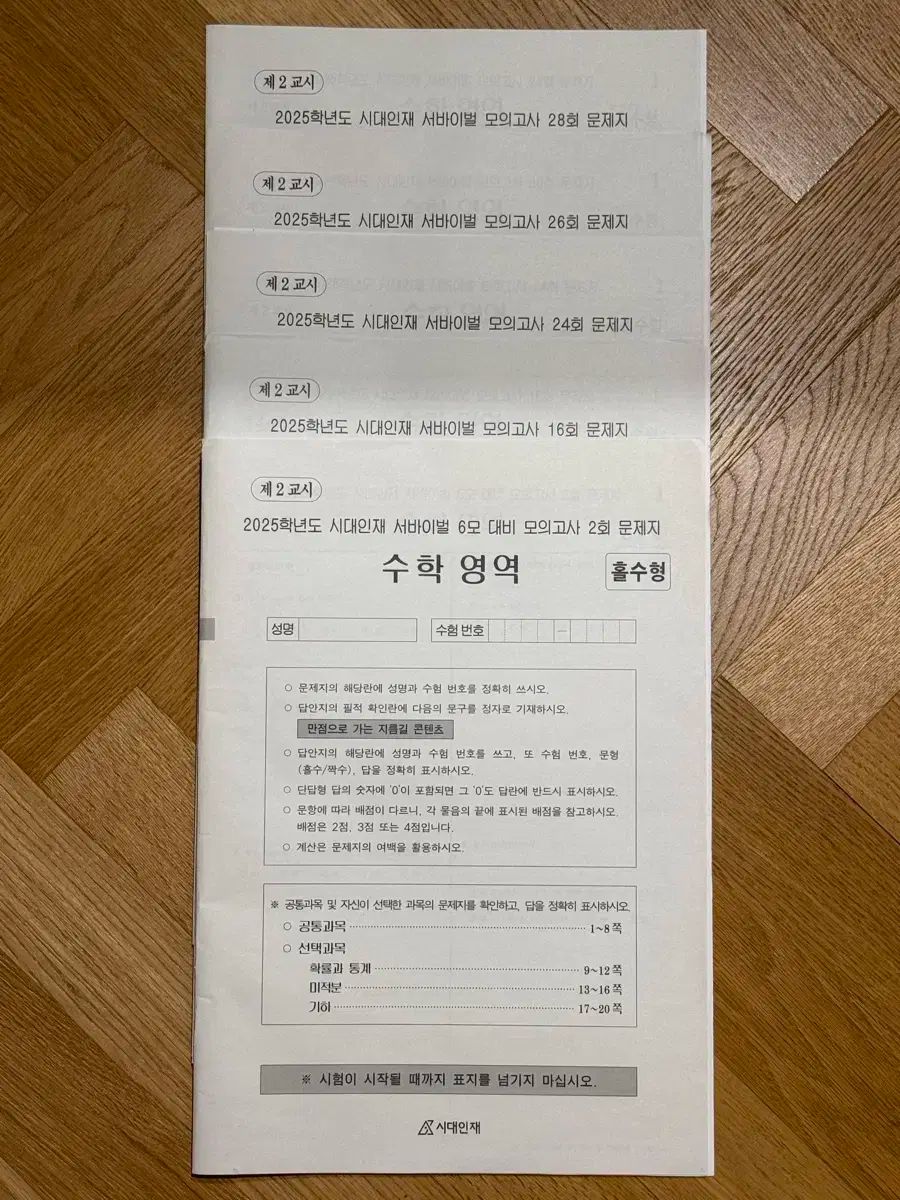 제 2 교시
2025학년도 시대인재 서바이벌 모의고사 28회 문제지
제 2 교시
2025학년도 시대인재 서바이벌 모의고사 26회 문제지
제 2 교시
2025학년도 시대인재 서바이벌 모의고사 24회 문제지
제 2 교시
2025학년도 시대인재 서바이벌 모의고사 16회 문제지
제 2 교시
2025학년도 시대인재 서바이벌 6모 대비 모의고사 2회 문제지
수학 영역 홀수형
성명 수험 번호 –
○ 문제지의 해당란에 성명과 수험 번호를 정확히 쓰시오.
○ 답안지의 필적 확인란에 다음의 문구를 정자로 기재하시오.
만점으로 가는 지름길 콘텐츠
○ 답안지의 해당란에 성명과 수험 번호를 쓰고, 또 수험 번호, 문형
(홀수/짝수), 답을 정확히 표시하시오.
○ 단답형 답의 숫자에 '0'이 포함되면 그 '0'도 답란에 반드시 표시하시오.
○ 문항에 따라 배점이 다르니, 각 물음의 끝에 표시된 배점을 참고하시오.
배점은 2점, 3점 또는 4점입니다.
○ 계산은 문제지의 여백을 활용하시오.
※ 공통과목 및 자신이 선택한 과목의 문제지를 확인하고, 답을 정확히 표시하시오.
○ 공통과목 ········ 1~8 쪽
○ 선택과목
확률과 통계 ········ 9~12 쪽
미적분 ········ 13~16 쪽
기하 ········ 17~20 쪽
※ 시험이 시작될 때까지 표지를 넘기지 마십시오.
시대인재